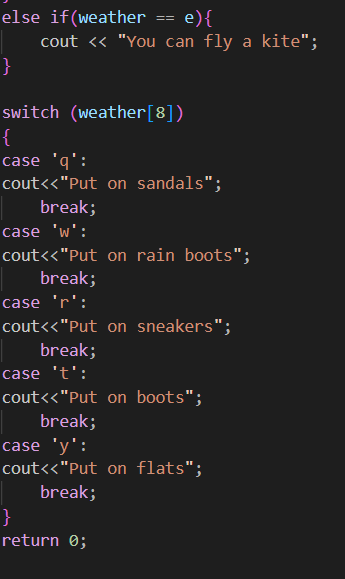 else if(weather == e){
    cout << "You can fly a kite";
}
switch (weather[8])
{
case 'q':
cout<<"Put on sandals";
    break;
case 'w':
cout<<"Put on rain boots";
    break;
case 'r':
cout<<"Put on sneakers";
    break;
case 't':
cout<<"Put on boots";
    break;
case 'y':
cout<<"Put on flats";
    break;
}
return 0;